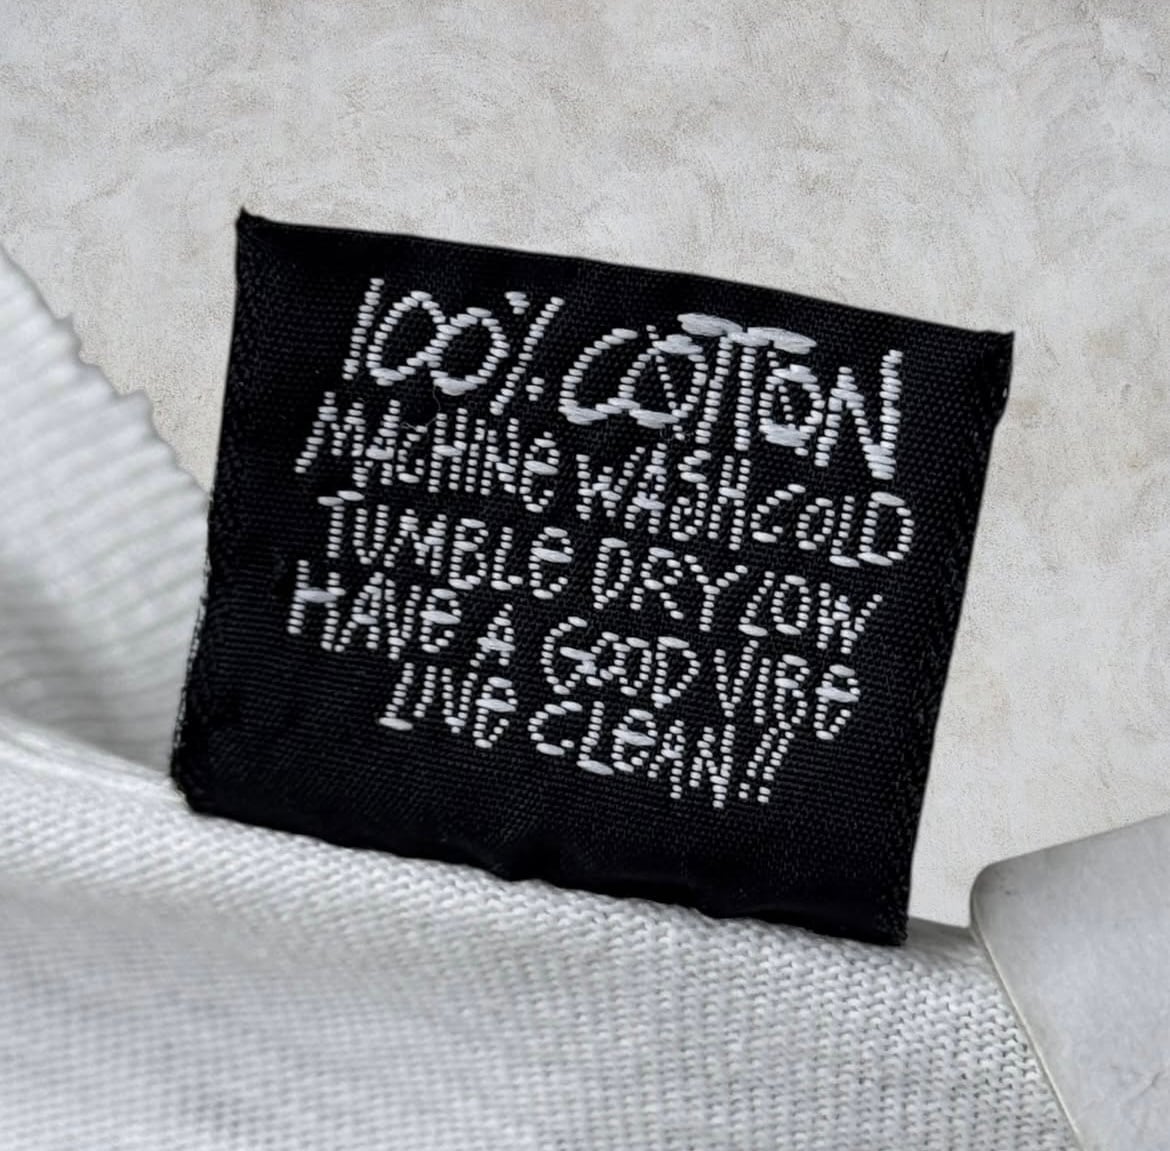 100% COTTON
MACHINe WASH COLD
TUMBLe DRY LOW
HAVe A GOOD VIBe
LIVe CLeAN!!